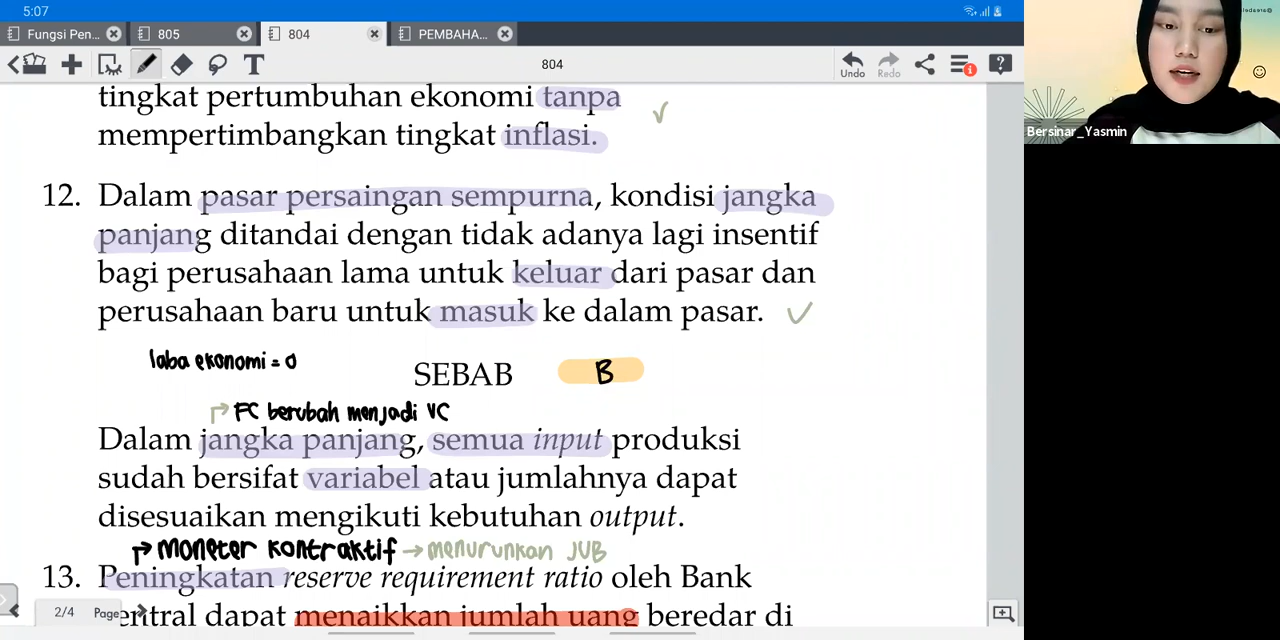 5:07
Fungsi Pen...
805
804
PEMBAHA...
804
Undo
Redo
tingkat pertumbuhan ekonomi tanpa
mempertimbangkan tingkat inflasi.
12. Dalam pasar persaingan sempurna, kondisi jangka
panjang ditandai dengan tidak adanya lagi insentif
bagi perusahaan lama untuk keluar dari pasar dan
perusahaan baru untuk masuk ke dalam pasar.
laba ekonomi = 0
SEBAB B
FC berubah menjadi VC
Dalam jangka panjang, semua input produksi
sudah bersifat variabel atau jumlahnya dapat
disesuaikan mengikuti kebutuhan output.
moneter kontraktif → menurunkan JUB
13. Peningkatan reserve requirement ratio oleh Bank
entral dapat menaikkan jumlah uang beredar di
2/4 Page
Bersinar_Yasmin